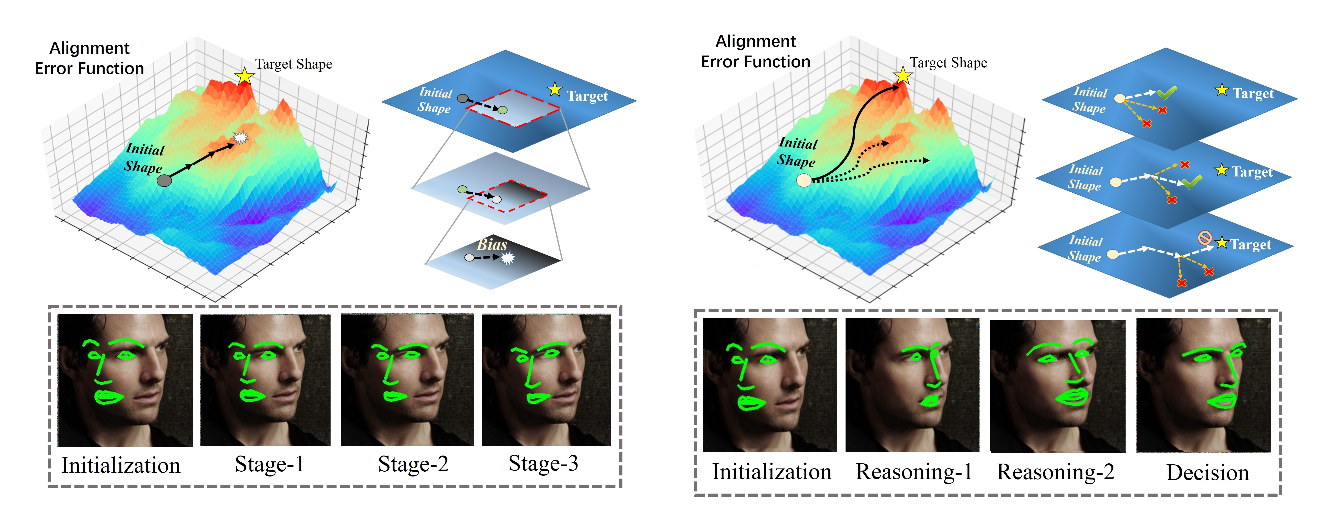 Alignment
Error Function
Target Shape
Initial
Shape
Initial
Shape
Target
Bias
Initialization
Stage-1
Stage-2
Stage-3
Alignment
Error Function
Target Shape
Initial
Shape
Initial
Shape
Target
Initial
Shape
Target
Initial
Shape
Target
Initialization
Reasoning-1
Reasoning-2
Decision